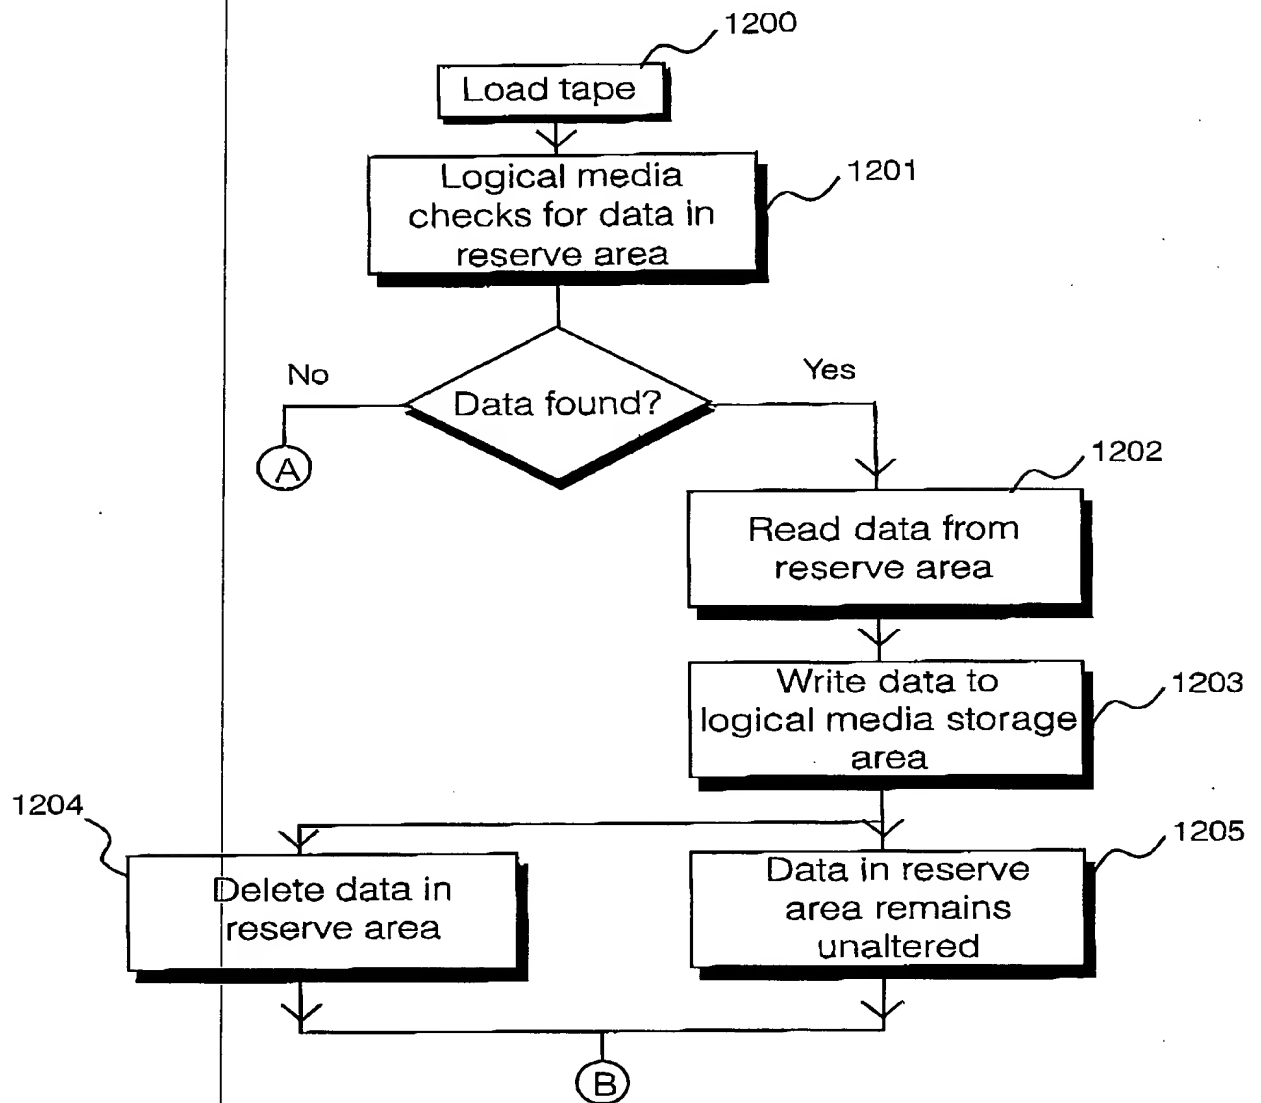 1200
Load tape
Logical media
checks for data in
reserve area
1201
No
Yes
Data found?
A
1202
Read data from
reserve area
Write data to
logical media storage
area
1203
1204
Delete data in
reserve area
1205
Data in reserve
area remains
unaltered
B